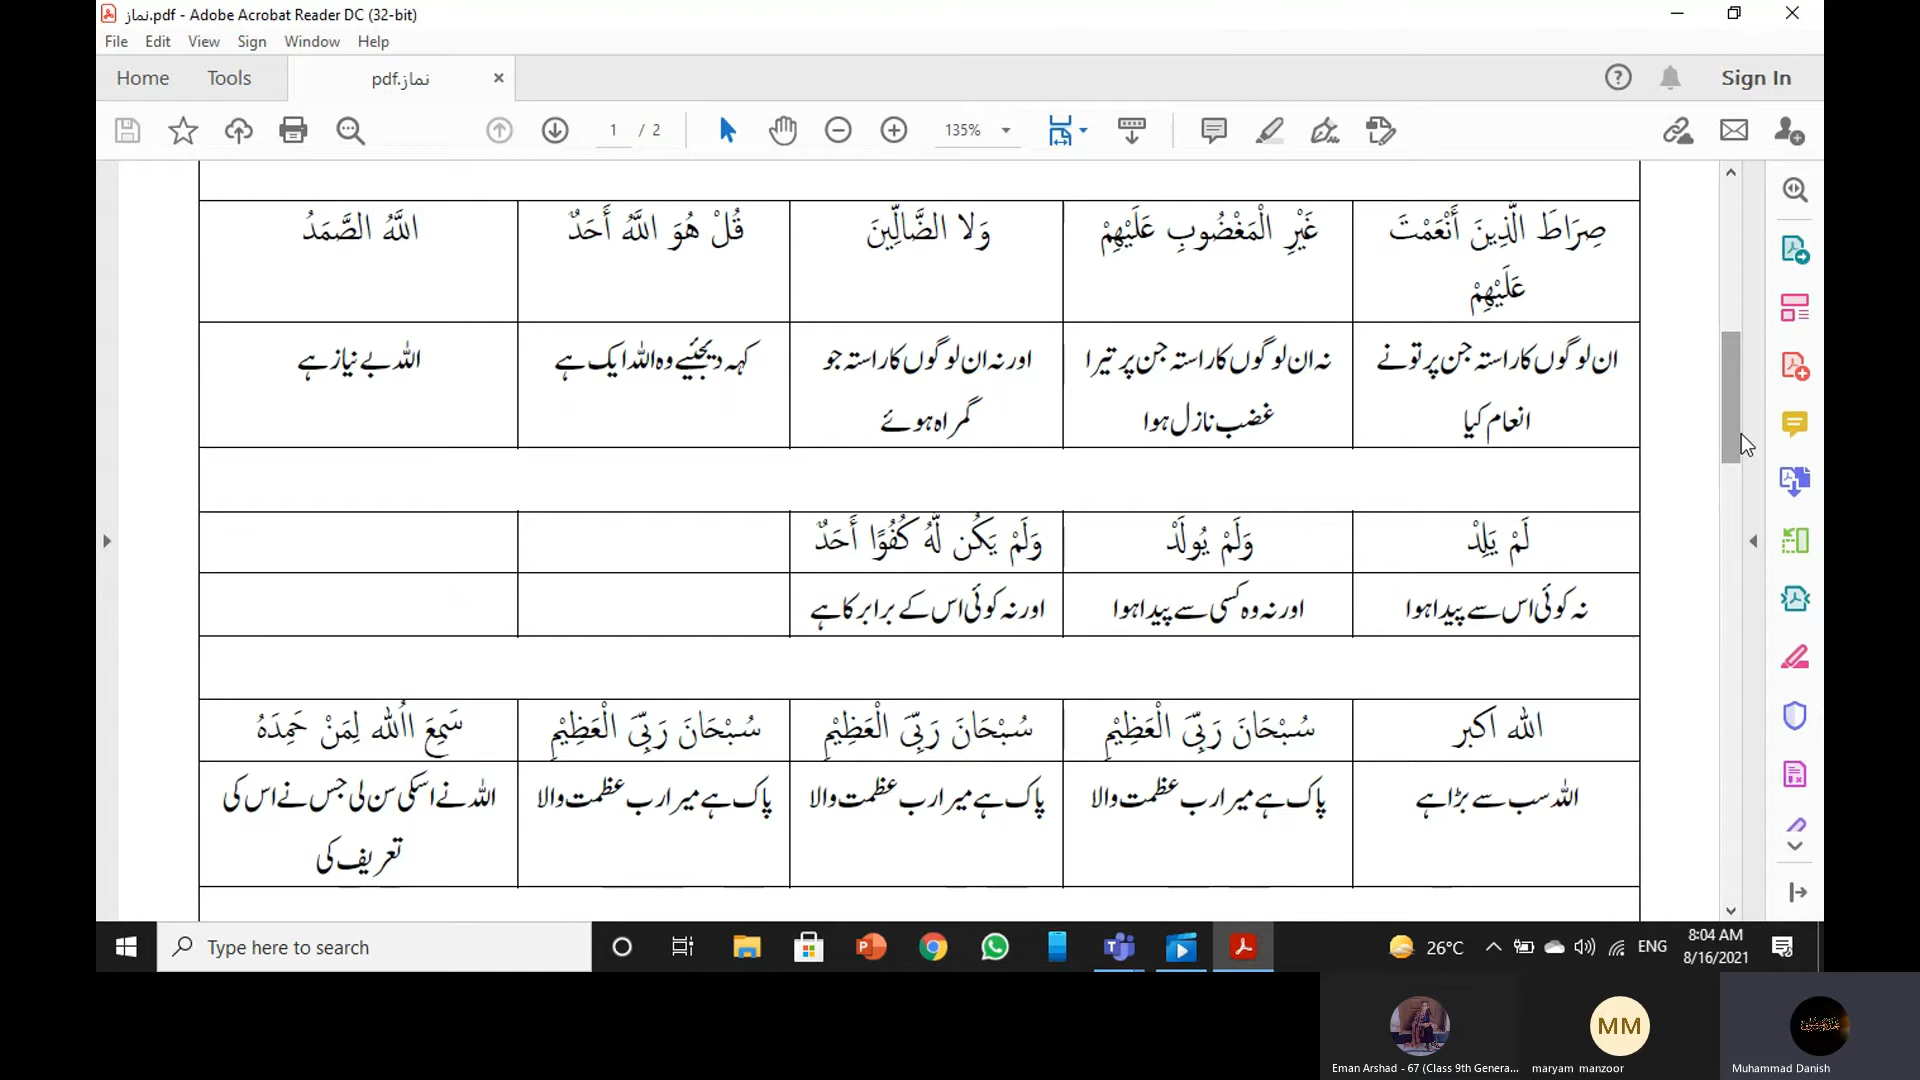 نماز.pdf - Adobe Acrobat Reader DC (32-bit)
File Edit View Sign Window Help
Home Tools نماز.pdf Sign In
1 / 2 135%
صِرَاطَ الَّذِينَ أَنْعَمْتَ
عَلَيْهِمْ
غَيْرِ الْمَغْضُوبِ عَلَيْهِمْ
وَلا الضَّالِّينَ
قُلْ هُوَ اللَّهُ أَحَدٌ
اللَّهُ الصَّمَدُ
ان لوگوں کا راستہ جن پر تو نے
انعام کیا
نہ ان لوگوں کا راستہ جن پر تیرا
غضب نازل ہوا
اور نہ ان لوگوں کا راستہ جو
گمراہ ہوئے
کہہ دیجئیے وہ اللہ ایک ہے
اللہ بے نیاز ہے
لَمْ يَلِدْ
وَلَمْ يُولَدْ
وَلَمْ يَكُن لَّهُ كُفُوًا أَحَدٌ
نہ کوئی اس سے پیدا ہوا
اور نہ وہ کسی سے پیدا ہوا
اور نہ کوئی اس کے برابر کا ہے
الله اكبر
سُبْحَانَ رَبِّىَ الْعَظِيْمِ
سُبْحَانَ رَبِّىَ الْعَظِيْمِ
سُبْحَانَ رَبِّىَ الْعَظِيْمِ
سَمِعَ اُلله لِمَنْ حَمِدَهُ
اللہ سب سے بڑا ہے
پاک ہے میرا رب عظمت والا
پاک ہے میرا رب عظمت والا
پاک ہے میرا رب عظمت والا
اللہ نے اسکی سن لی جس نے اس کی
تعریف کی
Type here to search
26°C ENG
8:04 AM
8/16/2021
MM
Eman Arshad - 67 (Class 9th Genera...
maryam manzoor
Muhammad Danish